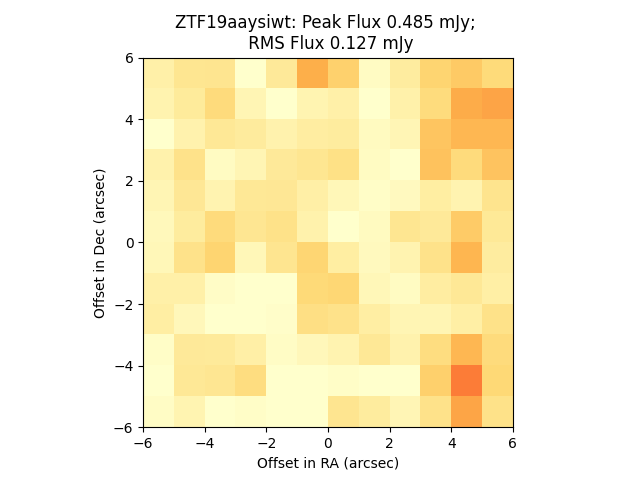 ZTF19aaysiwt: Peak Flux 0.485 mJy;
RMS Flux 0.127 mJy
6
4
2
0
−2
−4
−6
Offset in Dec (arcsec)
−6 −4 −2 0 2 4 6
Offset in RA (arcsec)